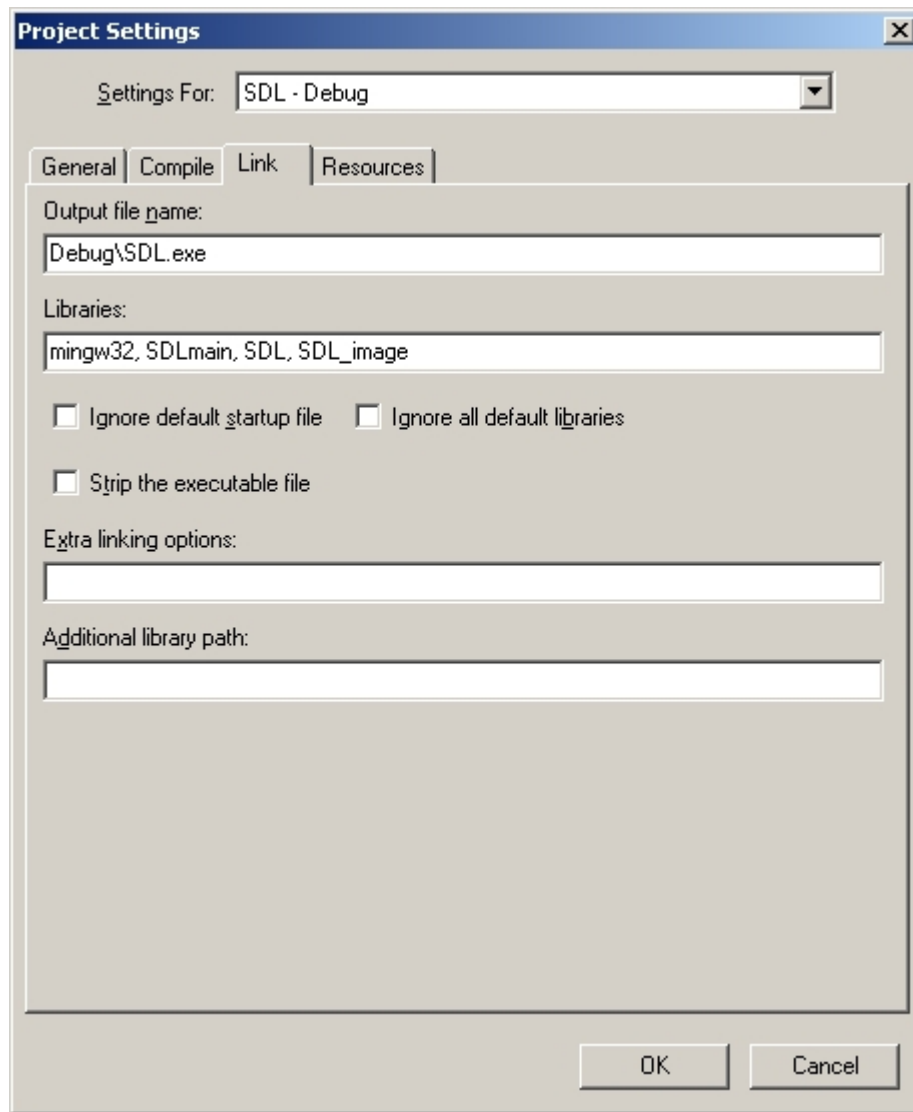 Project Settings
Settings For: SDL - Debug
General Compile Link Resources
Output file name:
Debug\SDL.exe
Libraries:
mingw32, SDLmain, SDL, SDL_image
Ignore default startup file Ignore all default libraries
Strip the executable file
Extra linking options:
Additional library path:
OK Cancel